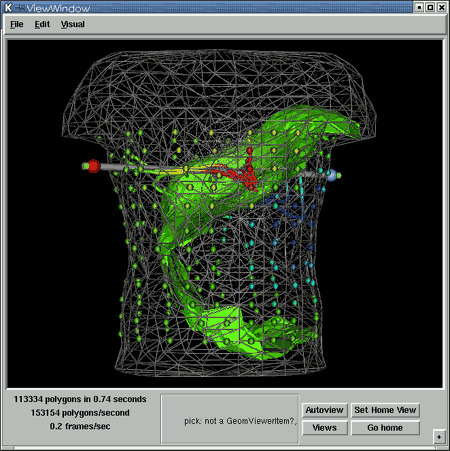 K ViewWindow
File Edit Visual
113334 polygons in 0.74 seconds
153154 polygons/second
0.2 frames/sec
pick: not a GeomViewerItem?,
Autoview Set Home View
Views Go home
+